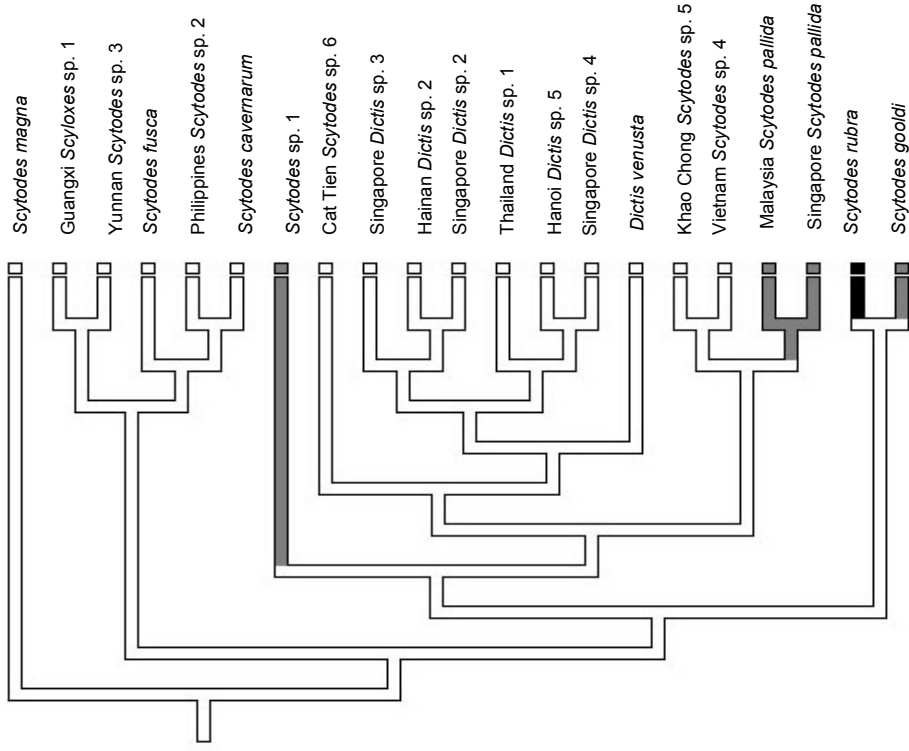 Scytodes magna
Guangxi Scyloxes sp. 1
Yunnan Scytodes sp. 3
Scytodes fusca
Philippines Scytodes sp. 2
Scytodes cavernarum
Scytodes sp. 1
Cat Tien Scytodes sp. 6
Singapore Dictis sp. 3
Hainan Dictis sp. 2
Singapore Dictis sp. 2
Thailand Dictis sp. 1
Hanoi Dictis sp. 5
Singapore Dictis sp. 4
Dictis venusta
Khao Chong Scytodes sp. 5
Vietnam Scytodes sp. 4
Malaysia Scytodes pallida
Singapore Scytodes pallida
Scytodes rubra
Scytodes gooldi